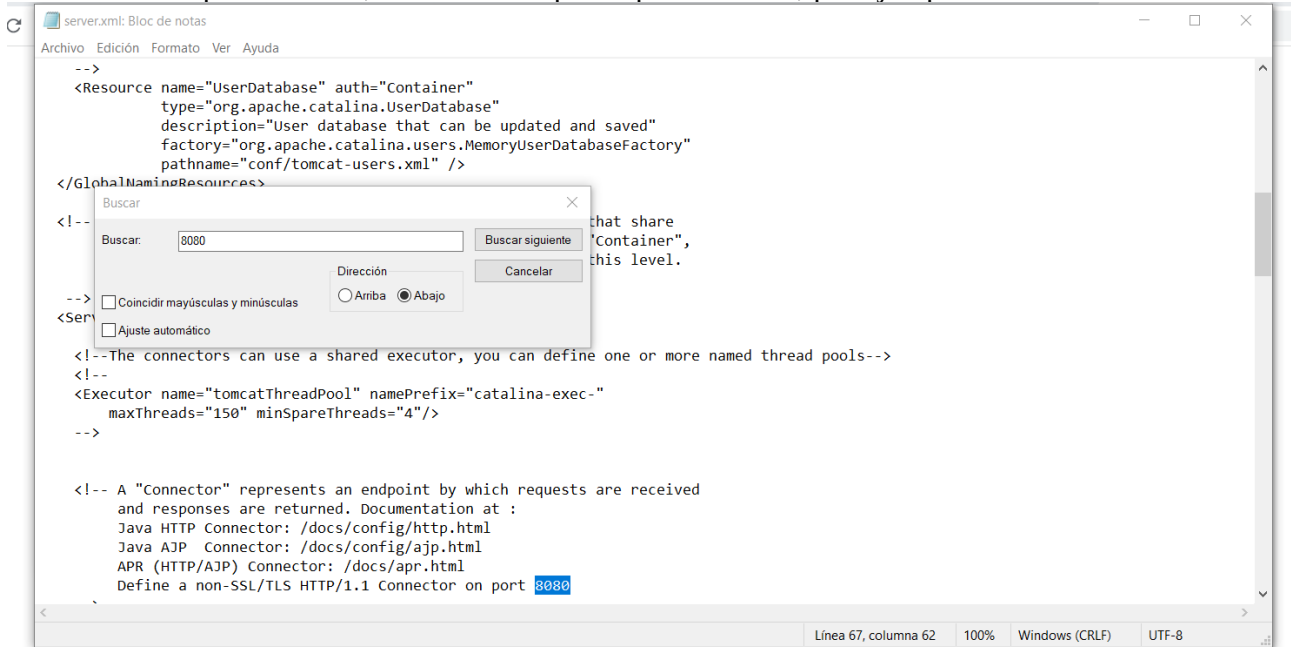 server.xml: Bloc de notas
Archivo Edición Formato Ver Ayuda
-->
<Resource name="UserDatabase" auth="Container"
type="org.apache.catalina.UserDatabase"
description="User database that can be updated and saved"
factory="org.apache.catalina.users.MemoryUserDatabaseFactory"
pathname="conf/tomcat-users.xml" />
</GlobalNamingResources>
Buscar
<!-- that share
Buscar: 8080 Buscar siguiente "Container",
Dirección Cancelar this level.
--> Coincidir mayúsculas y minúsculas Arriba Abajo
<Serv
Ajuste automático
<!--The connectors can use a shared executor, you can define one or more named thread pools-->
<!--
<Executor name="tomcatThreadPool" namePrefix="catalina-exec-"
maxThreads="150" minSpareThreads="4"/>
-->
<!-- A "Connector" represents an endpoint by which requests are received
and responses are returned. Documentation at :
Java HTTP Connector: /docs/config/http.html
Java AJP Connector: /docs/config/ajp.html
APR (HTTP/AJP) Connector: /docs/apr.html
Define a non-SSL/TLS HTTP/1.1 Connector on port 8080
Línea 67, columna 62 100% Windows (CRLF) UTF-8